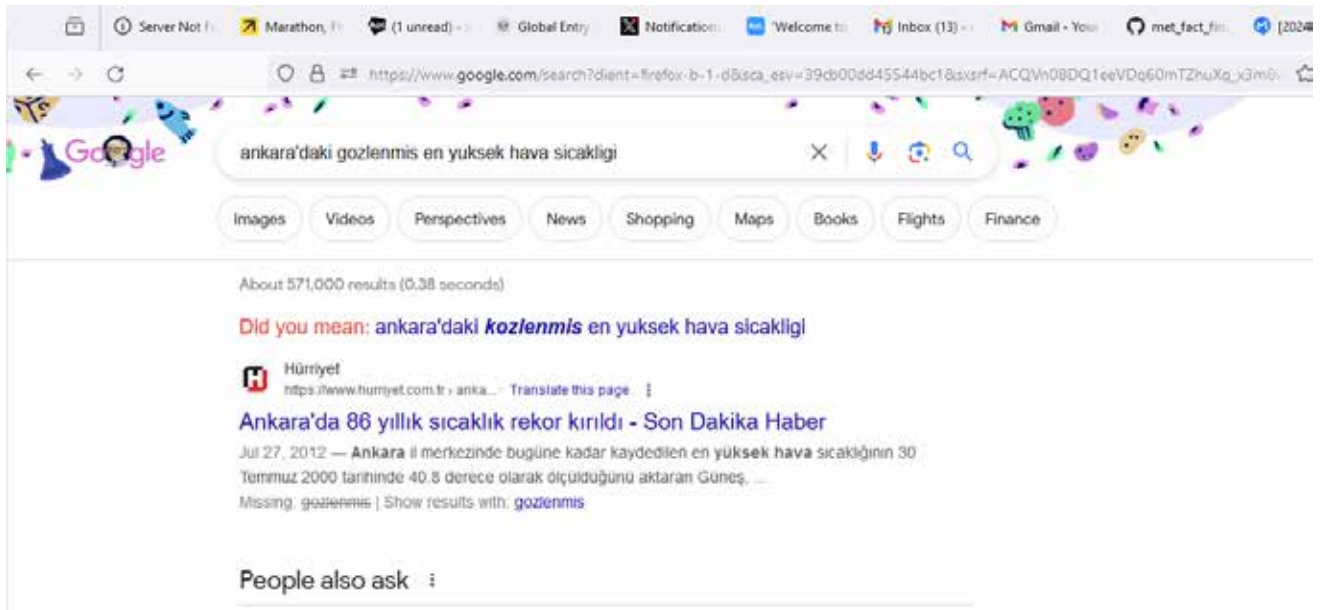 Server Not
Marathon,
(1 unread) -
Global Entry
Notification
'Welcome to
Inbox (13) -
Gmail - Your
met_fact_fin
[2024
https://www.google.com/search?client=firefox-b-1-d&sca_esv=
Google
ankara'daki gozlenmis en yuksek hava sicakligi
Images Videos Perspectives News Shopping Maps Books Flights Finance
About 571,000 results (0.38 seconds)
Did you mean: ankara'daki kozlenmis en yuksek hava sicakligi
Hürriyet
https://www.hurriyet.com.tr › anka... Translate this page
Ankara'da 86 yıllık sıcaklık rekor kırıldı - Son Dakika Haber
Jul 27, 2012 — Ankara il merkezinde bugüne kadar kaydedilen en yüksek hava sıcaklığının 30
Temmuz 2000 tarihinde 40.8 derece olarak ölçüldüğünü aktaran Güneş, ...
Missing: gozlenmis | Show results with: gozlenmis
People also ask